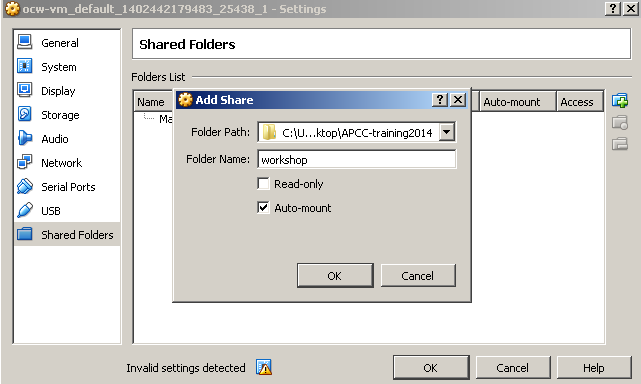 ocw-vm_default_1402442179483_25438_1 - Settings
General
System
Display
Storage
Audio
Network
Serial Ports
USB
Shared Folders
Shared Folders
Folders List
Name
Auto-mount
Access
Ma
Add Share
Folder Path:
C:\U...ktop\APCC-training2014
Folder Name:
workshop
Read-only
Auto-mount
OK
Cancel
Invalid settings detected
OK
Cancel
Help